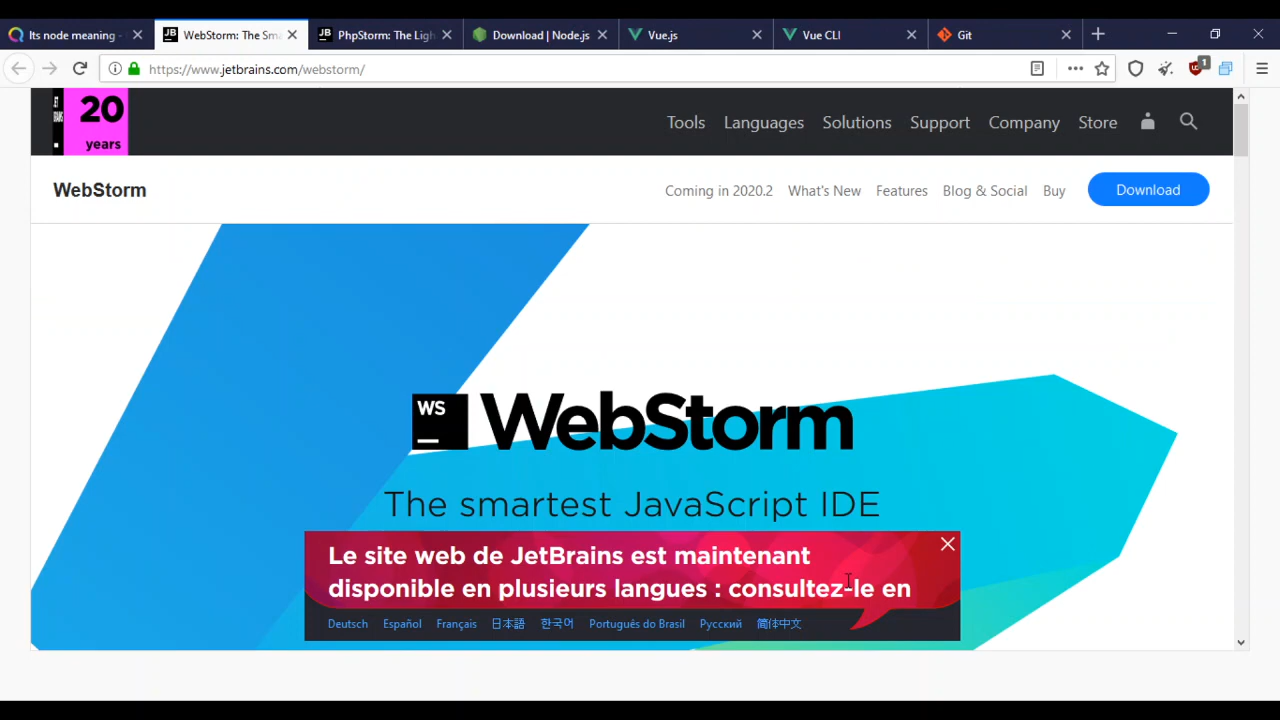 Its node meaning -
WebStorm: The Sma
PhpStorm: The Ligh
Download | Node.js
Vue.js
Vue CLI
Git
https://www.jetbrains.com/webstorm/
1
JET
BRAINS
20
years
Tools
Languages
Solutions
Support
Company
Store
WebStorm
Coming in 2020.2
What's New
Features
Blog & Social
Buy
Download
WS
WebStorm
The smartest JavaScript IDE
Le site web de JetBrains est maintenant
disponible en plusieurs langues : consultez-le en
Deutsch
Español
Français
日本語
한국어
Português do Brasil
Русский
简体中文